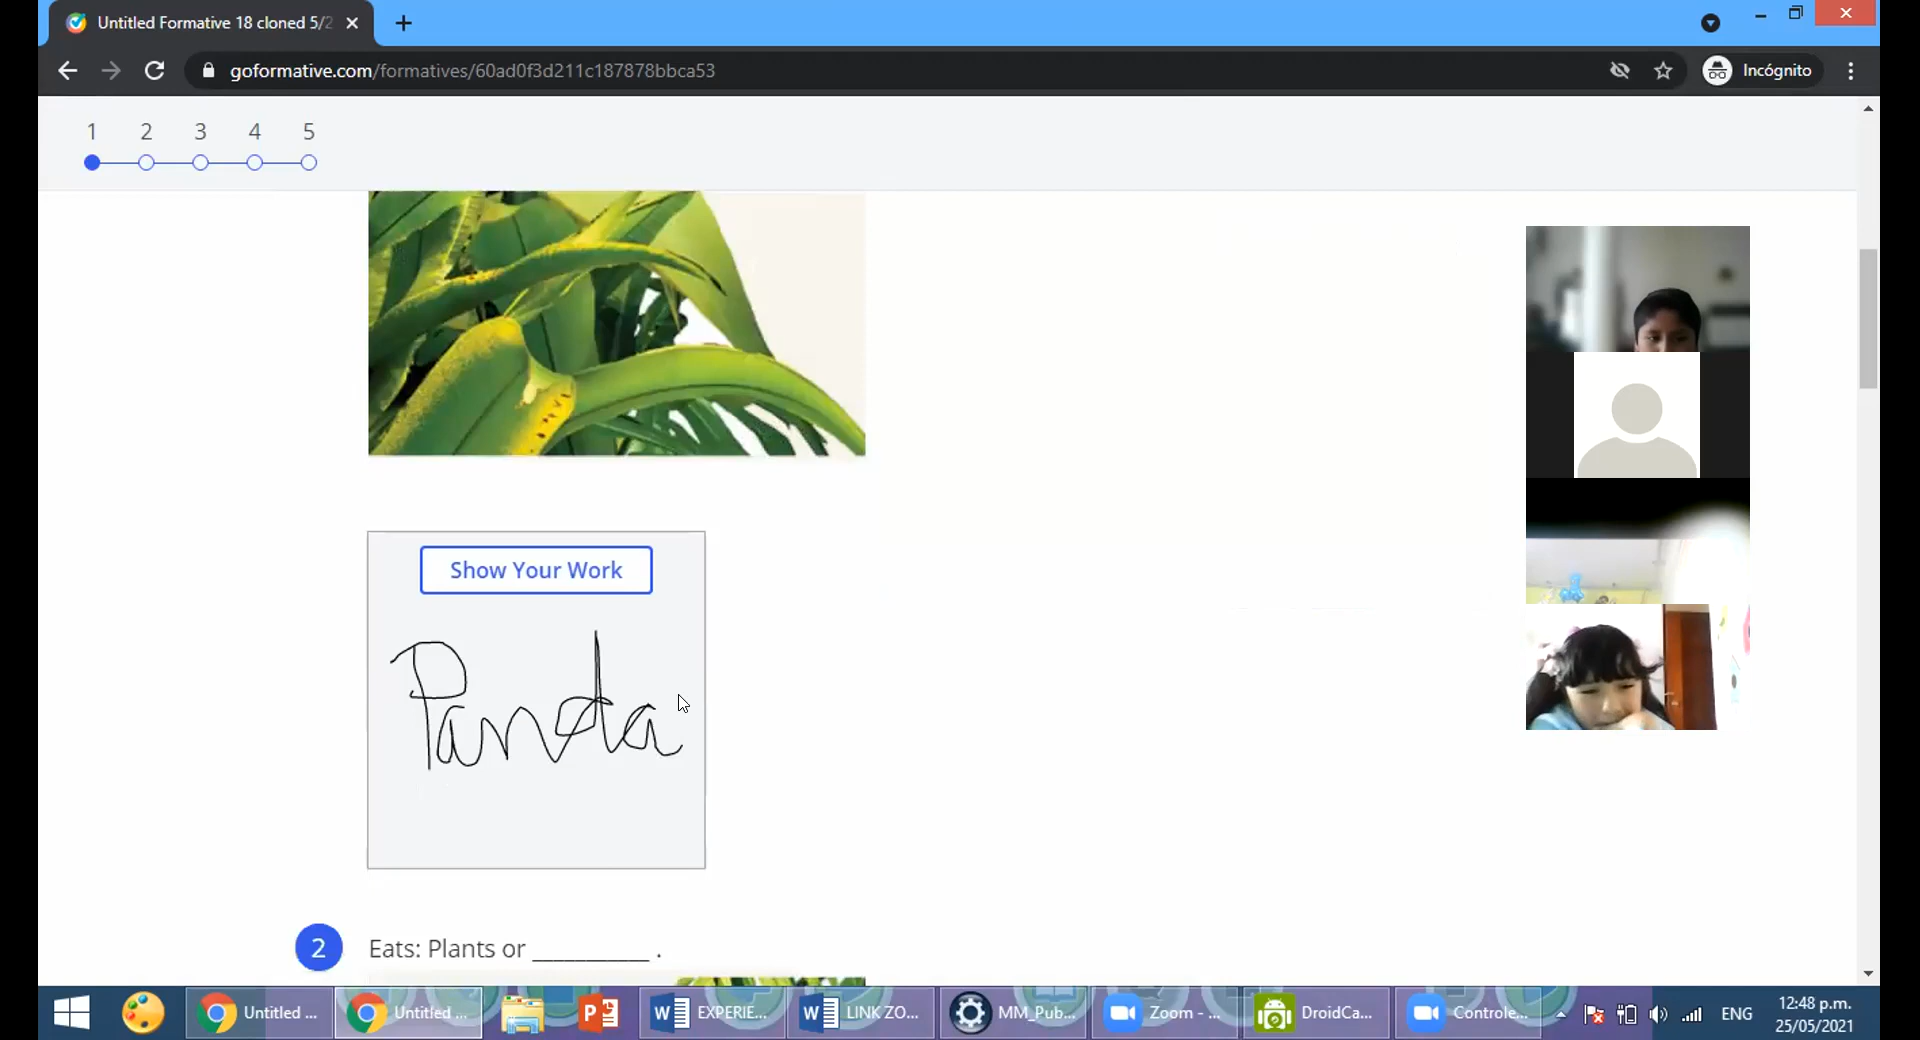 Untitled Formative 18 cloned 5/2
goformative.com/formatives/60ad0f3d211c187878bbca53
Incógnito
1 2 3 4 5
Show Your Work
Panda
2 Eats: Plants or __________ .
Untitled ...
Untitled ...
EXPERIE...
LINK ZO...
MM_Pub...
Zoom - ...
DroidCa...
Controle...
ENG
12:48 p.m.
25/05/2021